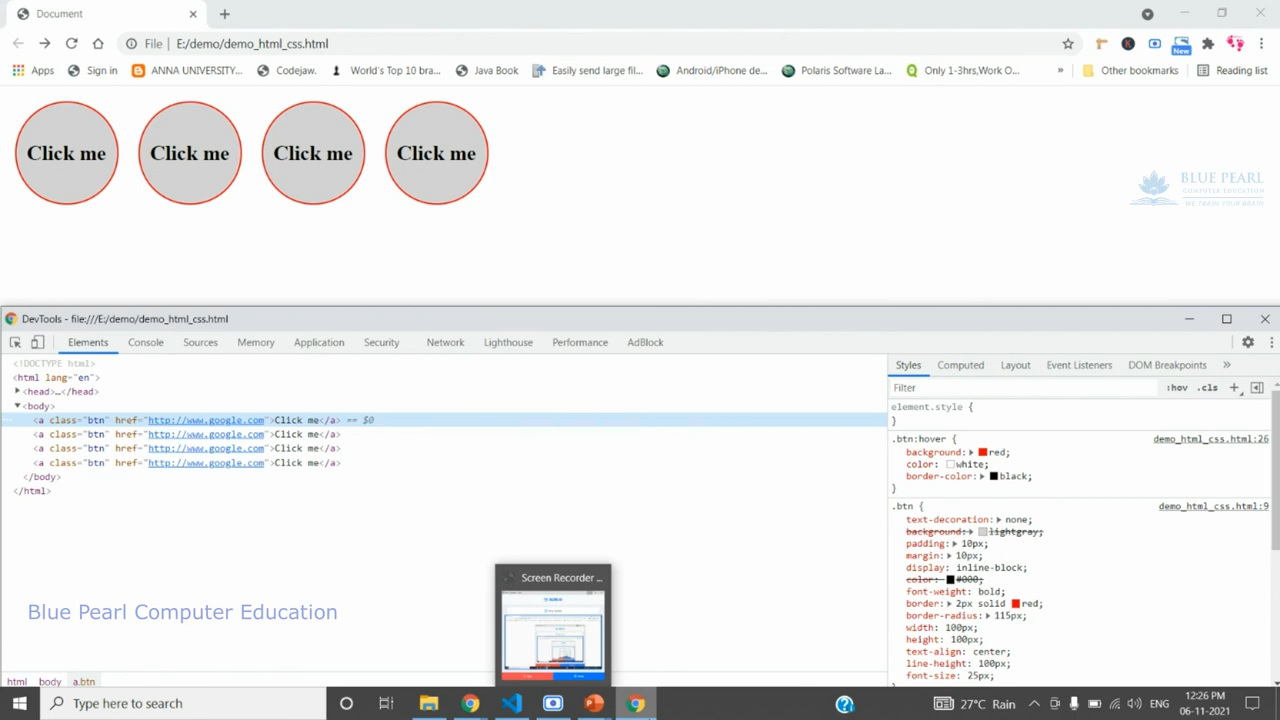 Document
File
E:/demo/demo_html_css.html
New
Apps
Sign in
ANNA UNIVERSITY...
Codejaw.
World's Top 10 bra...
Java Book
Easily send large fil...
Android/iPhone de...
Polaris Software La...
Only 1-3hrs,Work O...
»
Other bookmarks
Reading list
Click me
Click me
Click me
Click me
BLUE PEARL
COMPUTER EDUCATION
WE TRAIN YOUR BRAIN
DevTools - file:///E:/demo/demo_html_css.html
Elements
Console
Sources
Memory
Application
Security
Network
Lighthouse
Performance
AdBlock
<!DOCTYPE html>
<html lang="en">
<head>…</head>
<body>
<a class="btn" href="http://www.google.com">Click me</a> == $0
<a class="btn" href="http://www.google.com">Click me</a>
<a class="btn" href="http://www.google.com">Click me</a>
<a class="btn" href="http://www.google.com">Click me</a>
</body>
</html>
Styles
Computed
Layout
Event Listeners
DOM Breakpoints
»
Filter
:hov
.cls
+
element.style {
}
.btn:hover {
demo_html_css.html:26
background: red;
color: white;
border-color: black;
}
.btn {
demo_html_css.html:9
text-decoration: none;
background: lightgray;
padding: 10px;
margin: 10px;
display: inline-block;
color: #000;
font-weight: bold;
border: 2px solid red;
border-radius: 115px;
width: 100px;
height: 100px;
text-align: center;
line-height: 100px;
font-size: 25px;
Screen Recorder ...
Blue Pearl Computer Education
html
body
a.btn
Type here to search
27°C Rain
ENG
12:26 PM
06-11-2021